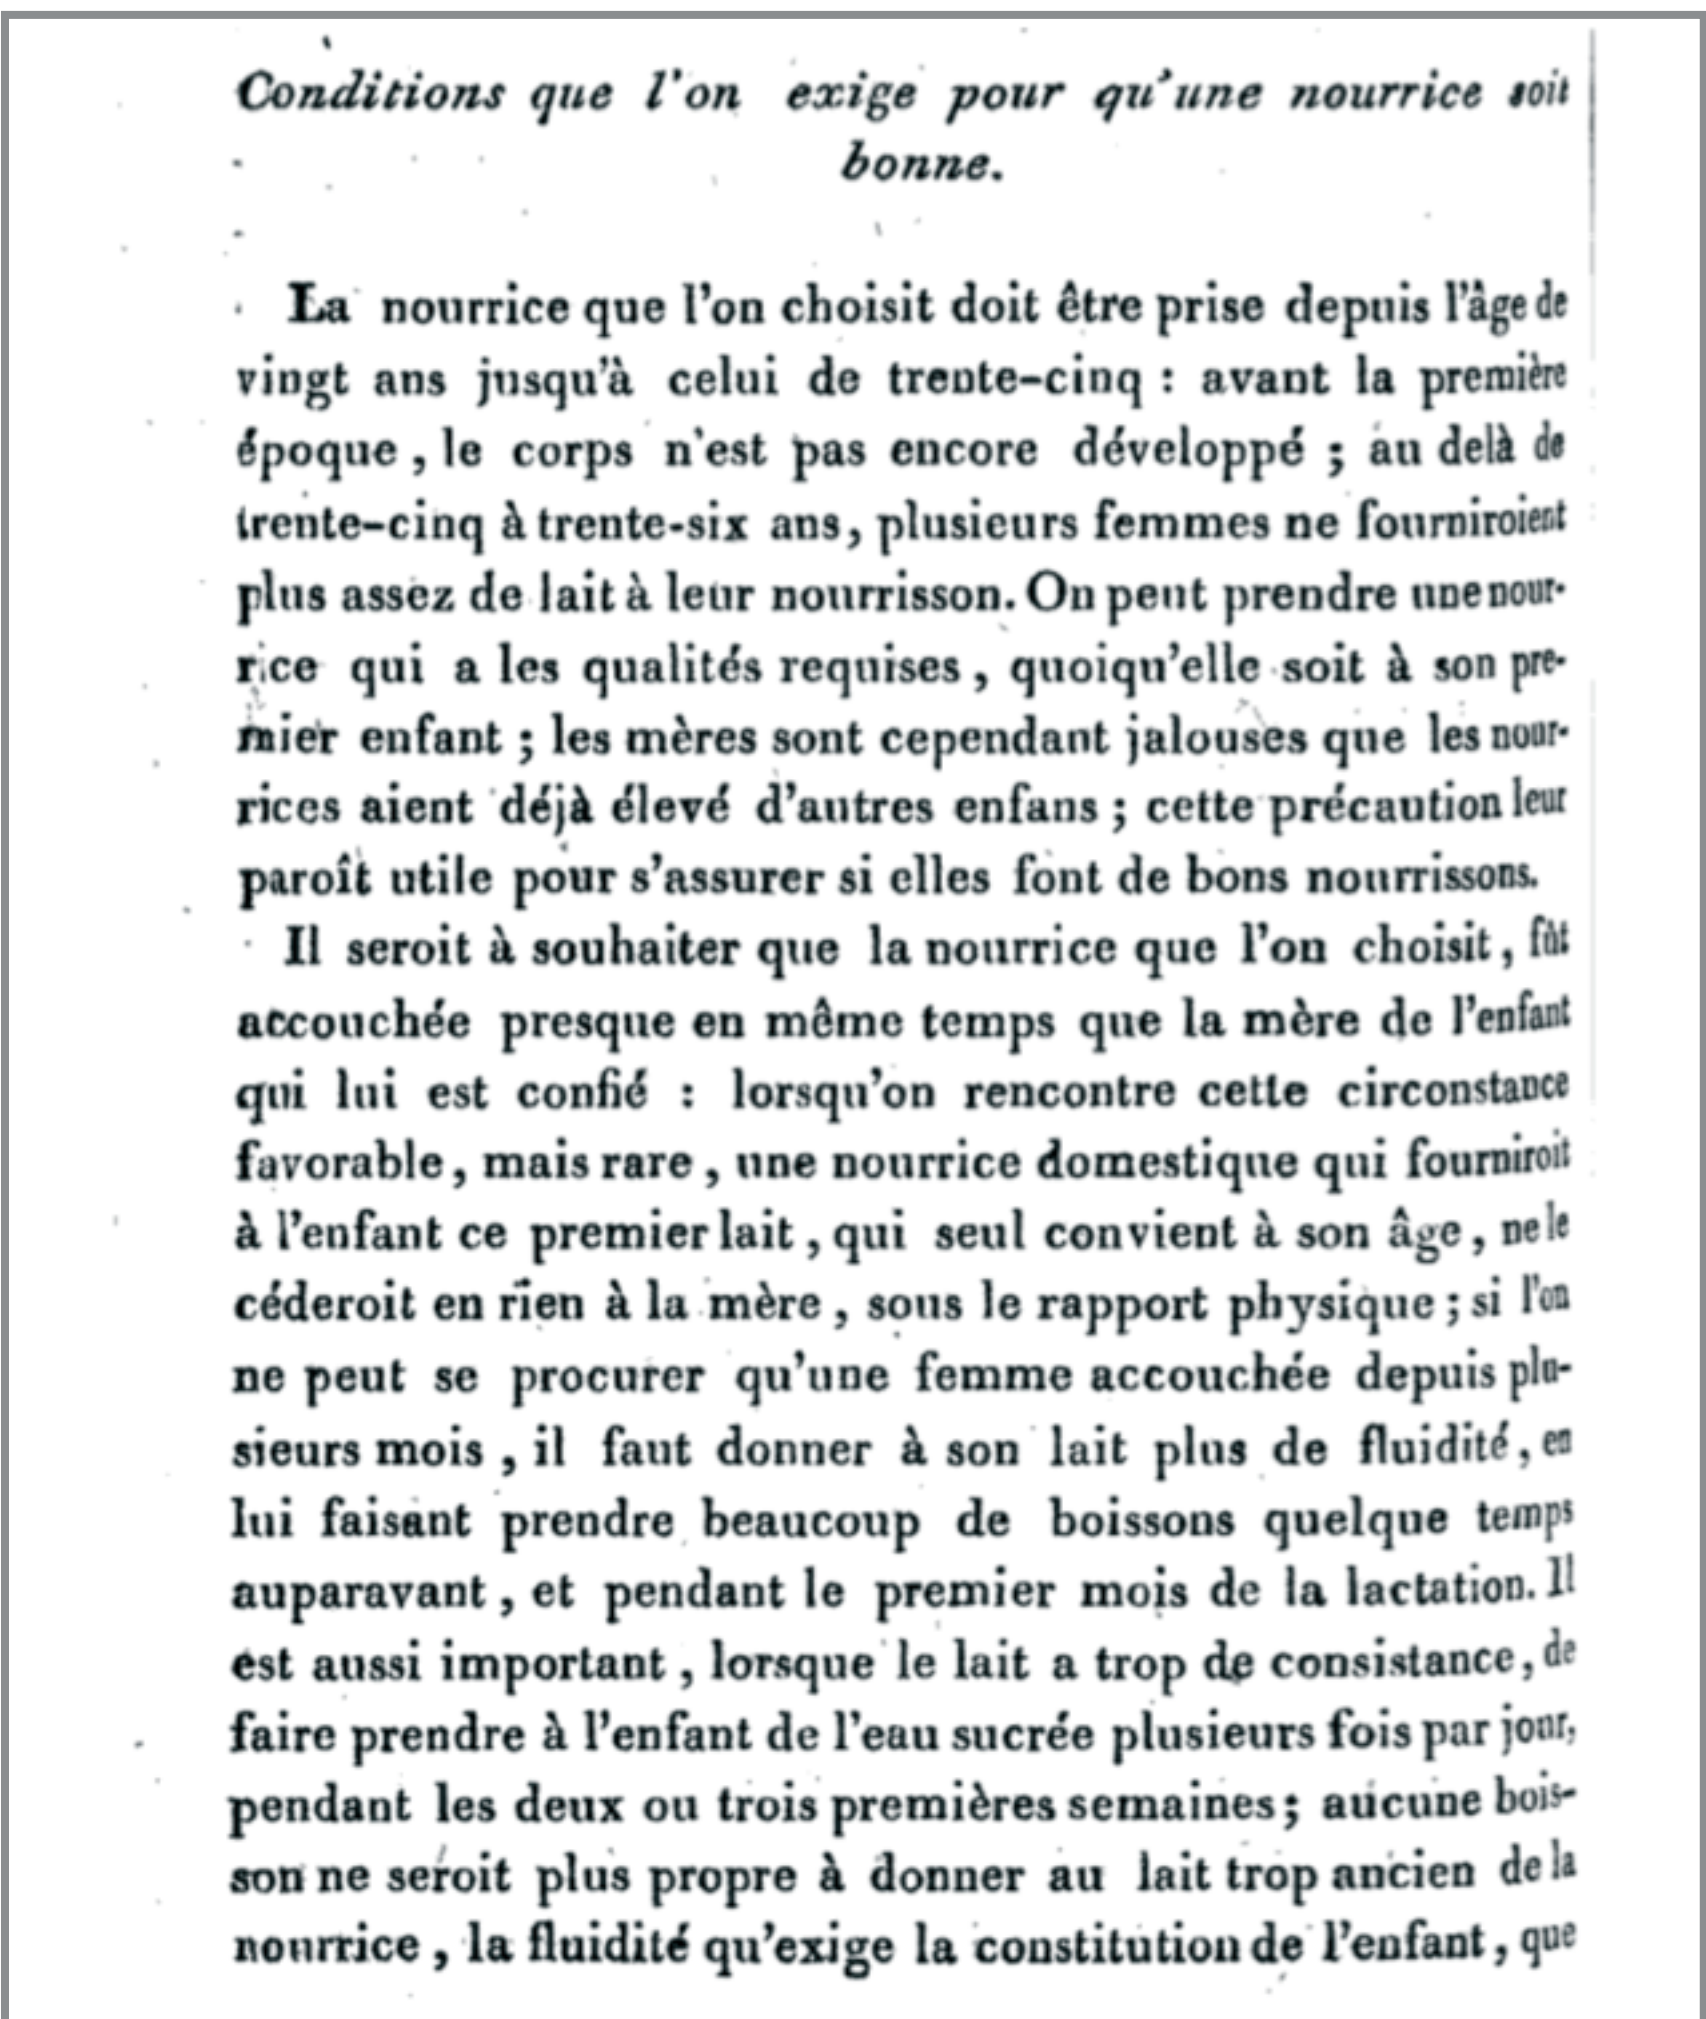 Conditions que l'on exige pour qu'une nourrice soit
bonne.
La nourrice que l'on choisit doit être prise depuis l'âge de
vingt ans jusqu'à celui de trente-cinq : avant la première
époque, le corps n'est pas encore développé ; au delà de
trente-cinq à trente-six ans, plusieurs femmes ne fourniroient
plus assez de lait à leur nourrisson. On peut prendre une nour-
rice qui a les qualités requises, quoiqu'elle soit à son pre-
mier enfant ; les mères sont cependant jalouses que les nour-
rices aient déjà élevé d'autres enfans ; cette précaution leur
paroît utile pour s'assurer si elles font de bons nourrissons.
Il seroit à souhaiter que la nourrice que l'on choisit, fût
accouchée presque en même temps que la mère de l'enfant
qui lui est confié : lorsqu'on rencontre cette circonstance
favorable, mais rare, une nourrice domestique qui fourniroit
à l'enfant ce premier lait, qui seul convient à son âge, ne le
céderoit en rien à la mère, sous le rapport physique ; si l'on
ne peut se procurer qu'une femme accouchée depuis plu-
sieurs mois, il faut donner à son lait plus de fluidité, en
lui faisant prendre beaucoup de boissons quelque temps
auparavant, et pendant le premier mois de la lactation. Il
est aussi important, lorsque le lait a trop de consistance, de
faire prendre à l'enfant de l'eau sucrée plusieurs fois par jour,
pendant les deux ou trois premières semaines ; aucune bois-
son ne seroit plus propre à donner au lait trop ancien de la
nourrice, la fluidité qu'exige la constitution de l'enfant, que